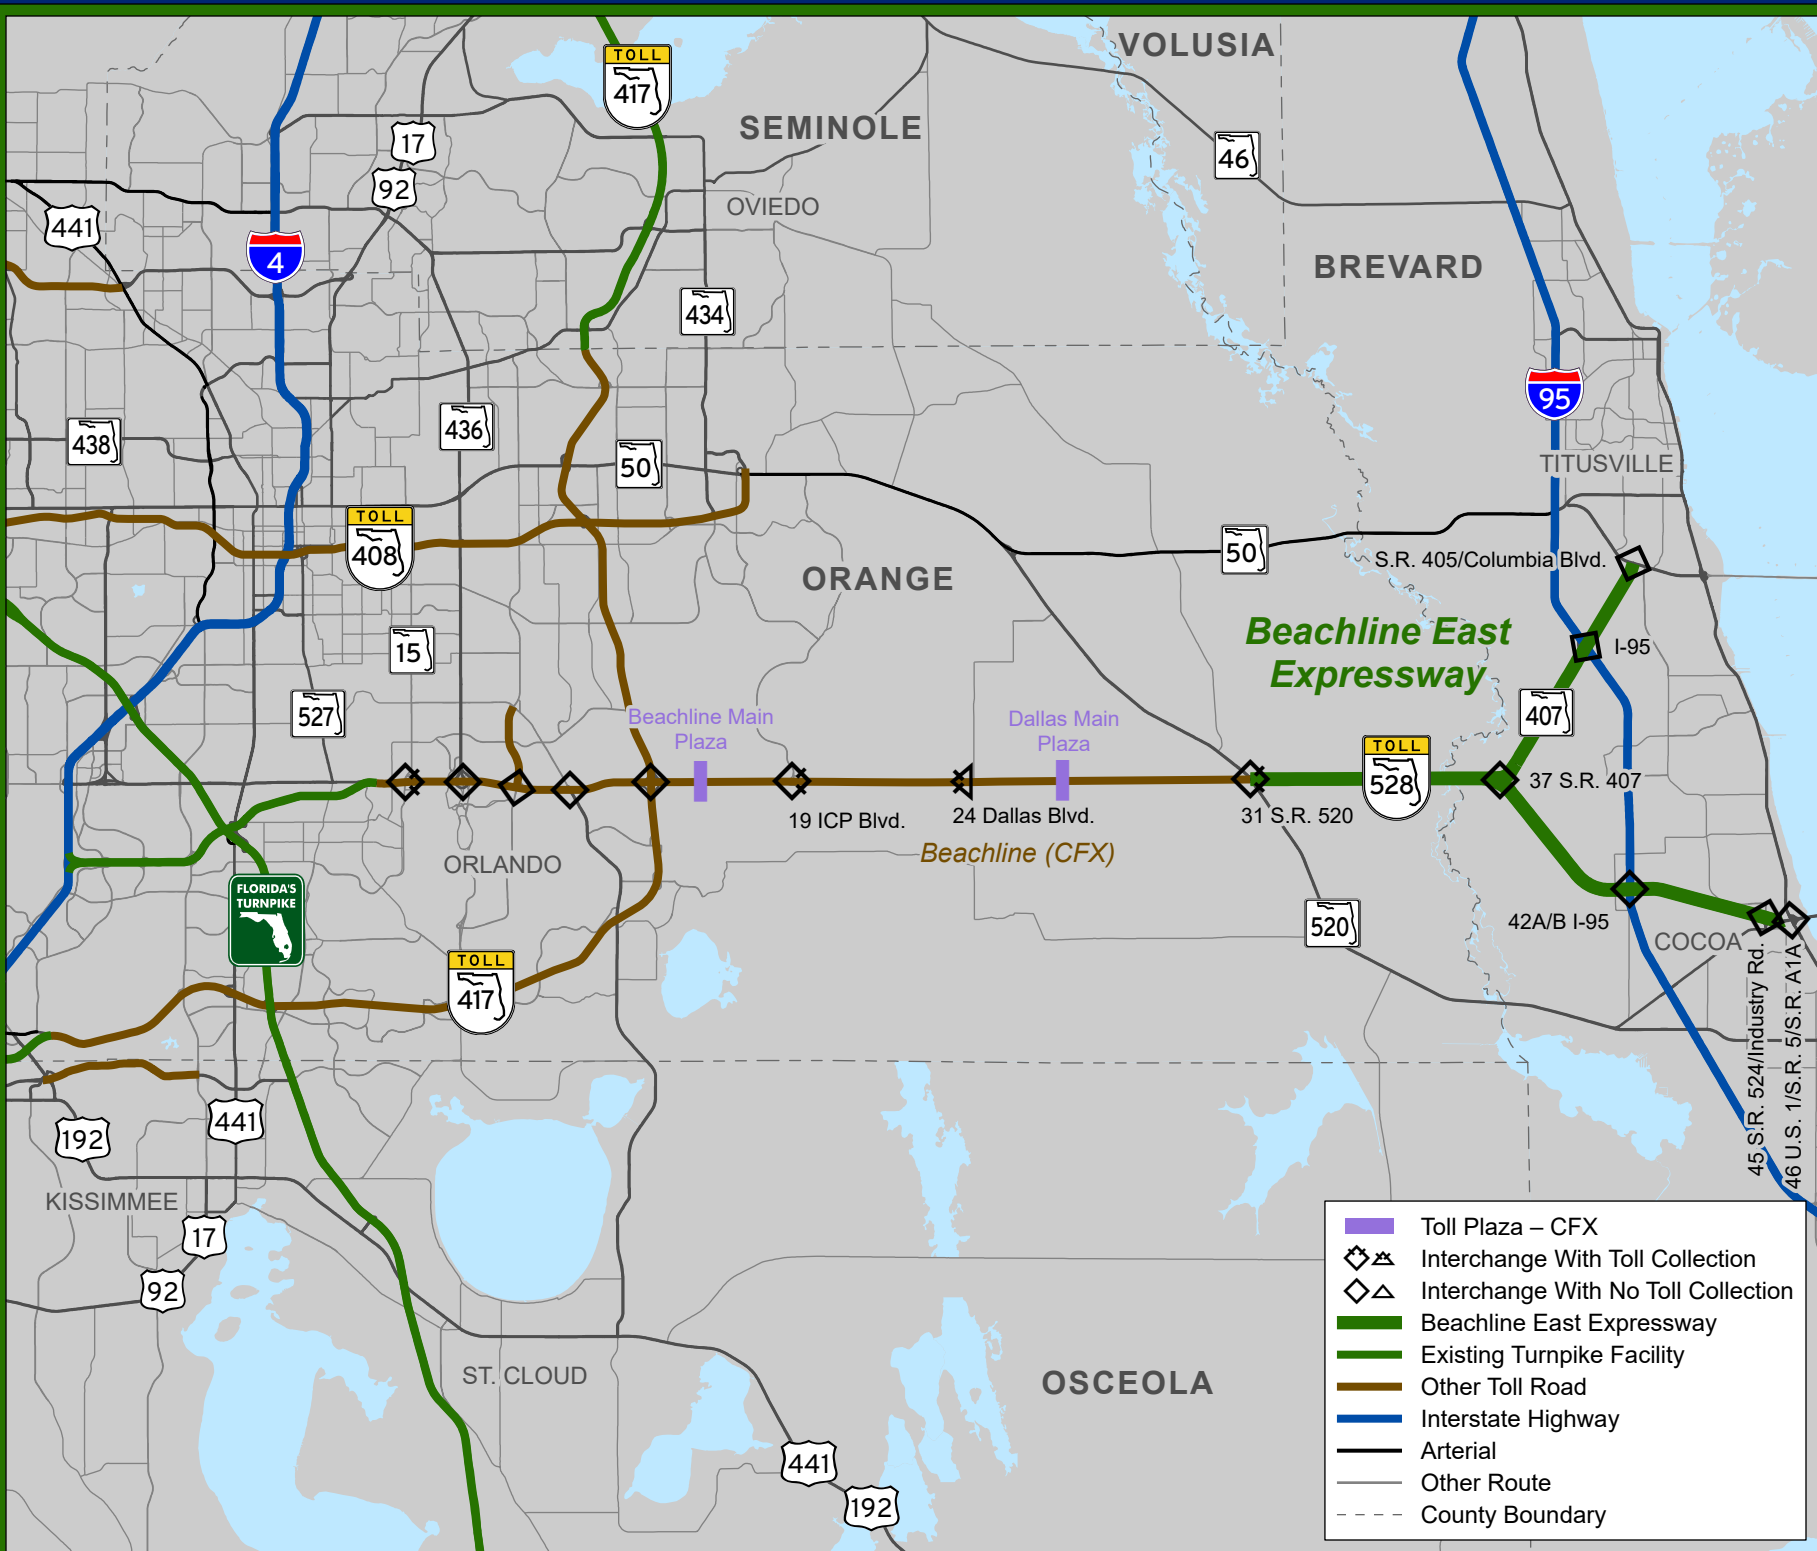 VOLUSIA
TOLL
417
SEMINOLE
17
46
92
OVIEDO
441
4
BREVARD
434
95
438
436
50
TITUSVILLE
TOLL
408
50
S.R. 405/Columbia Blvd.
ORANGE
Beachline East
Expressway
15
I-95
527
407
Beachline Main
Plaza
Dallas Main
Plaza
TOLL
528
37 S.R. 407
19 ICP Blvd.
24 Dallas Blvd.
31 S.R. 520
Beachline (CFX)
ORLANDO
FLORIDA'S
TURNPIKE
520
42A/B I-95
COCOA
45 S.R. 524/Industry Rd.
46 U.S. 1/S.R. 5/S.R. A1A
TOLL
417
192
441
KISSIMMEE
17
92
ST. CLOUD
OSCEOLA
441
192
Toll Plaza – CFX
Interchange With Toll Collection
Interchange With No Toll Collection
Beachline East Expressway
Existing Turnpike Facility
Other Toll Road
Interstate Highway
Arterial
Other Route
County Boundary